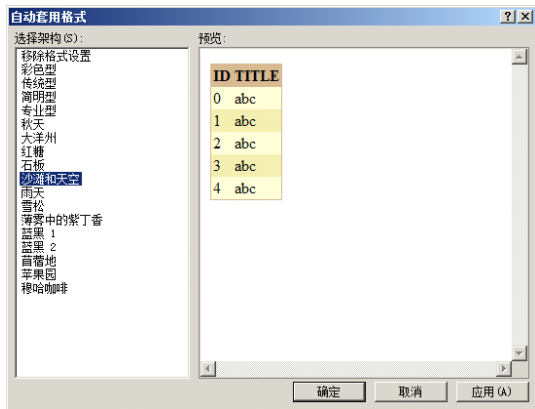 自动套用格式
选择架构(S):
移除格式设置
彩色型
传统型
简明型
专业型
秋天
大洋州
红糖
石板
沙滩和天空
雨天
雪松
薄雾中的紫丁香
蓝黑 1
蓝黑 2
苜蓿地
苹果园
穆哈咖啡
预览:
ID TITLE
0 abc
1 abc
2 abc
3 abc
4 abc
确定 取消 应用(A)